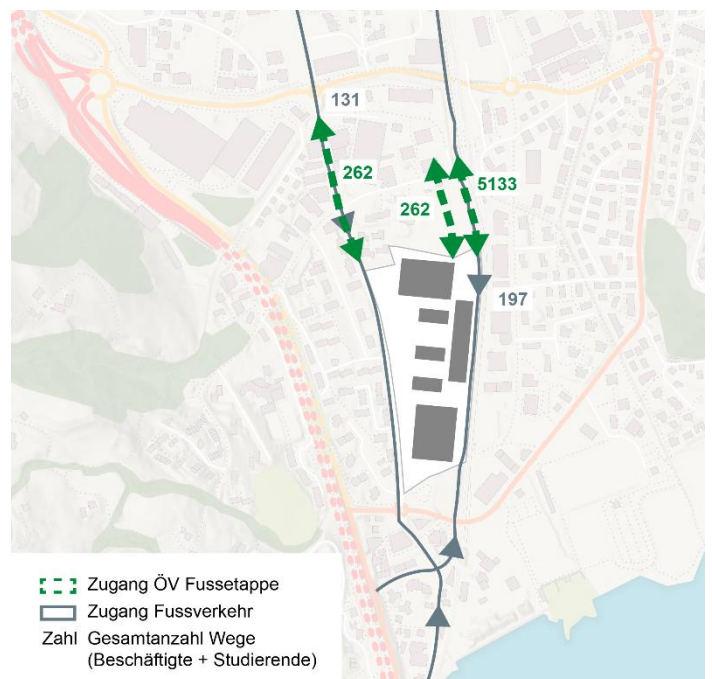 131
262
5133
262
197
Zugang ÖV Fussetappe
Zugang Fussverkehr
Zahl Gesamtanzahl Wege
(Beschäftigte + Studierende)